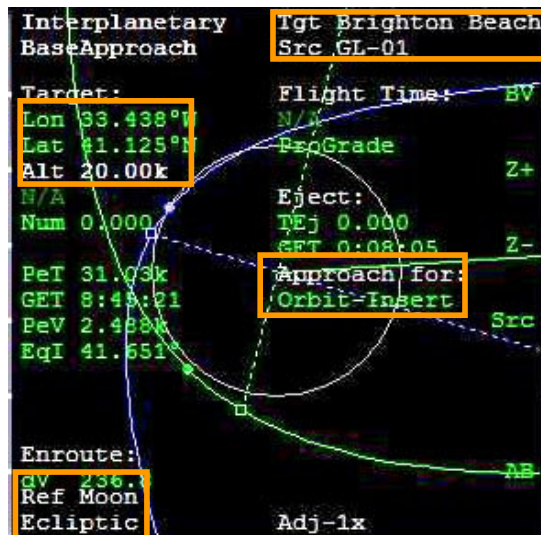 Interplanetary
BaseApproach
Tgt Brighton Beach
Src GL-01
Target:
Lon 33.438°W
Lat 41.125°N
Alt 20.00k
N/A
Num 0.000
PeT 31.03k
GET 8:45:21
PeV 2.488k
EqI 41.651°
Enroute:
dV 236.8
Ref Moon
Ecliptic
Flight Time:
N/A
ProGrade
Eject:
TEj 0.000
GET 0:08:05
Approach for:
Orbit-Insert
Adj-1x
BV
Z+
Z-
Src
AB